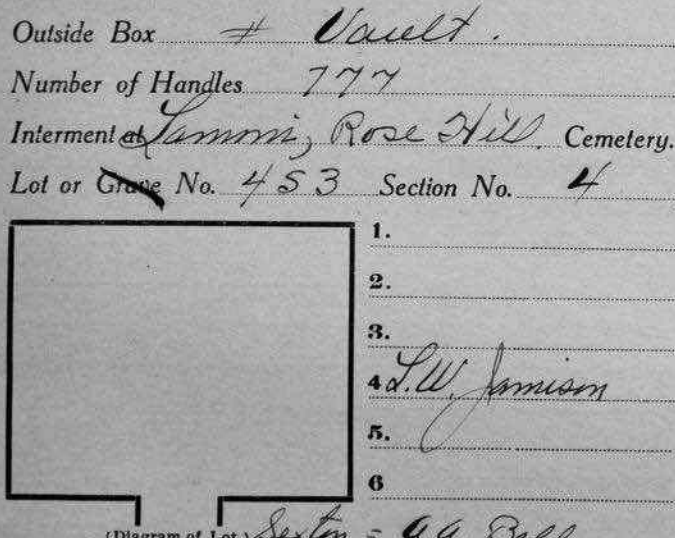 Outside Box # Vault.
Number of Handles 777
Interment at Rose Hill Cemetery.
Lot or Grave No. 453 Section No. 4
1.
2.
3.
4 L.W. Jamison
5.
6
(Diagram of Lot.) Sexton = Bell